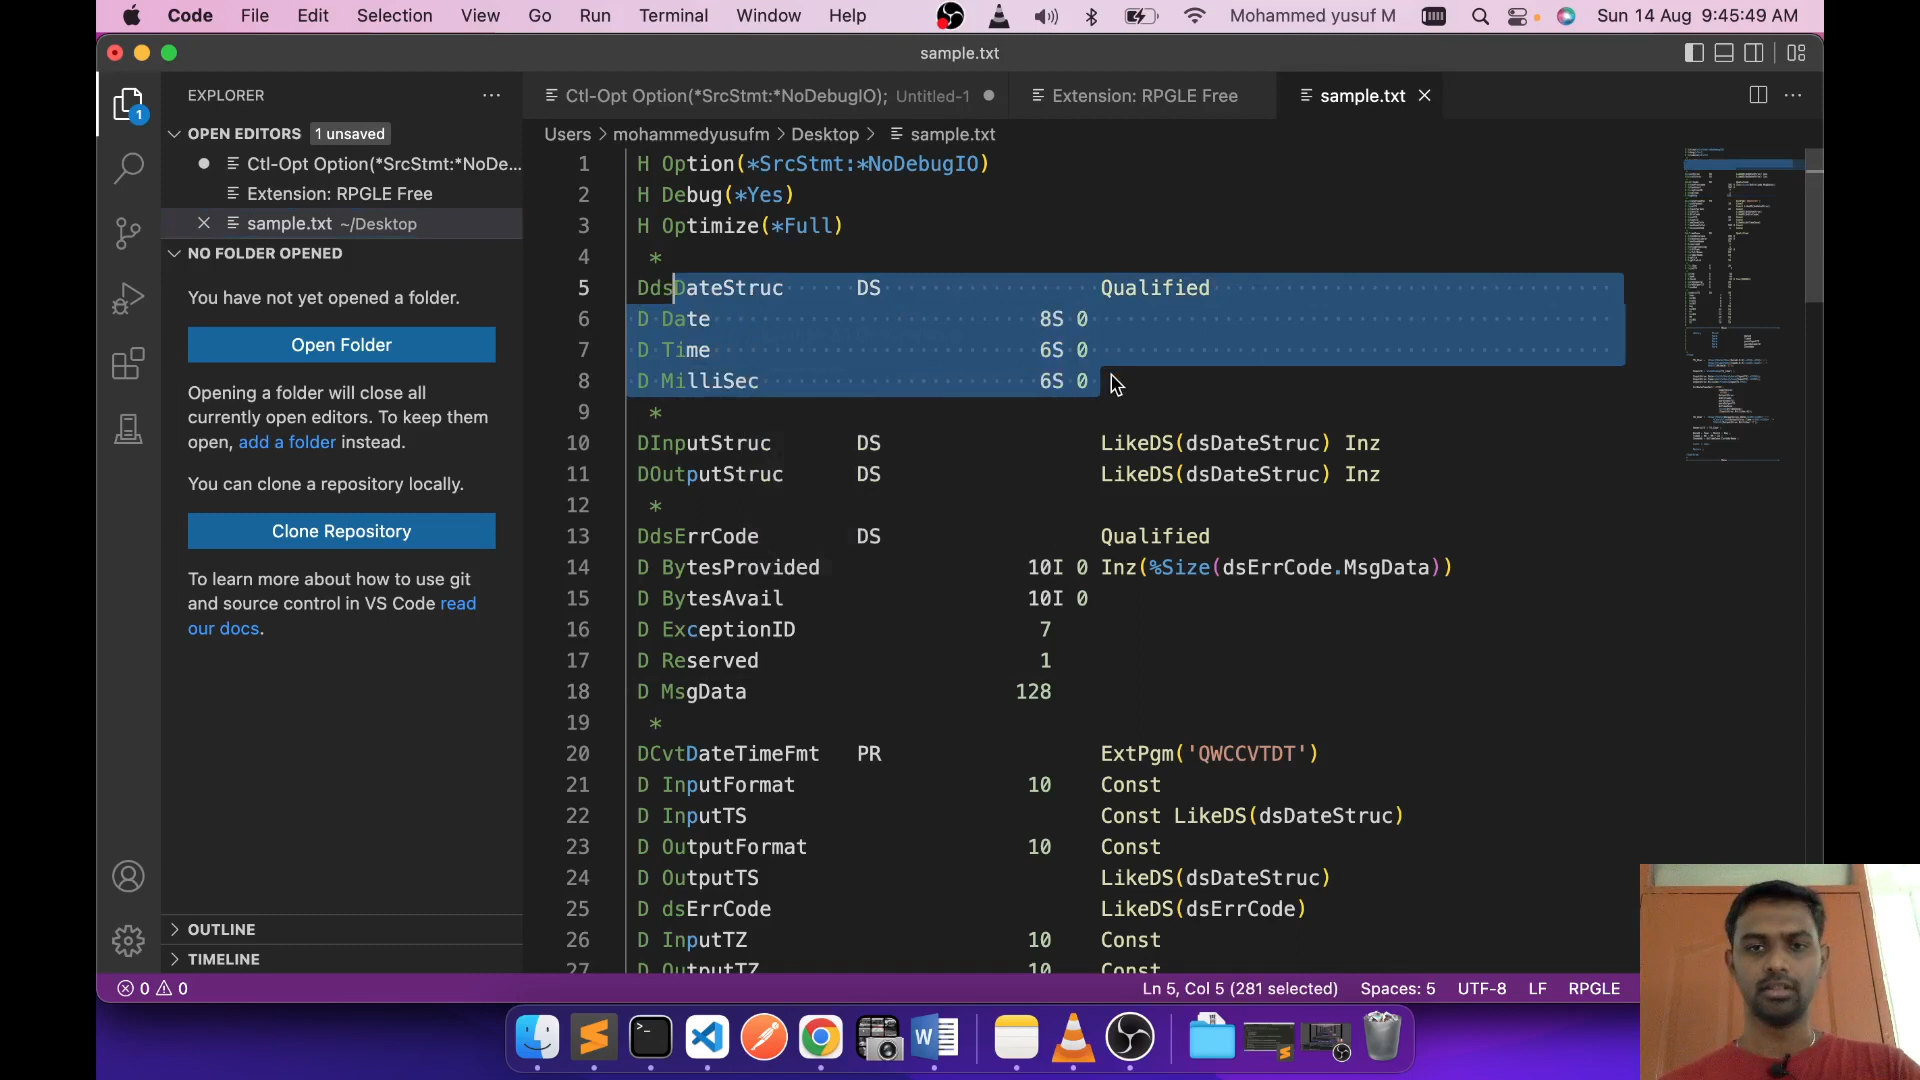 Code File Edit Selection View Go Run Terminal Window Help Mohammed yusuf M Sun 14 Aug 9:45:49 AM
sample.txt
EXPLORER
OPEN EDITORS 1 unsaved
Ctl-Opt Option(*SrcStmt:*NoDe...
Extension: RPGLE Free
sample.txt ~/Desktop
NO FOLDER OPENED
You have not yet opened a folder.
Open Folder
Opening a folder will close all
currently open editors. To keep them
open, add a folder instead.
You can clone a repository locally.
Clone Repository
To learn more about how to use git
and source control in VS Code read
our docs.
OUTLINE
TIMELINE
Ctl-Opt Option(*SrcStmt:*NoDebugIO); Untitled-1 Extension: RPGLE Free sample.txt
Users > mohammedyusufm > Desktop > sample.txt
1 H Option(*SrcStmt:*NoDebugIO)
2 H Debug(*Yes)
3 H Optimize(*Full)
4 *
5 DdsDateStruc DS Qualified
6 D Date 8S 0
7 D Time 6S 0
8 D MilliSec 6S 0
9 *
10 DInputStruc DS LikeDS(dsDateStruc) Inz
11 DOutputStruc DS LikeDS(dsDateStruc) Inz
12 *
13 DdsErrCode DS Qualified
14 D BytesProvided 10I 0 Inz(%Size(dsErrCode.MsgData))
15 D BytesAvail 10I 0
16 D ExceptionID 7
17 D Reserved 1
18 D MsgData 128
19 *
20 DCvtDateTimeFmt PR ExtPgm('QWCCVTDT')
21 D InputFormat 10 Const
22 D InputTS Const LikeDS(dsDateStruc)
23 D OutputFormat 10 Const
24 D OutputTS LikeDS(dsDateStruc)
25 D dsErrCode LikeDS(dsErrCode)
26 D InputTZ 10 Const
27 D OutputTZ 10 Const
0 0 Ln 5, Col 5 (281 selected) Spaces: 5 UTF-8 LF RPGLE